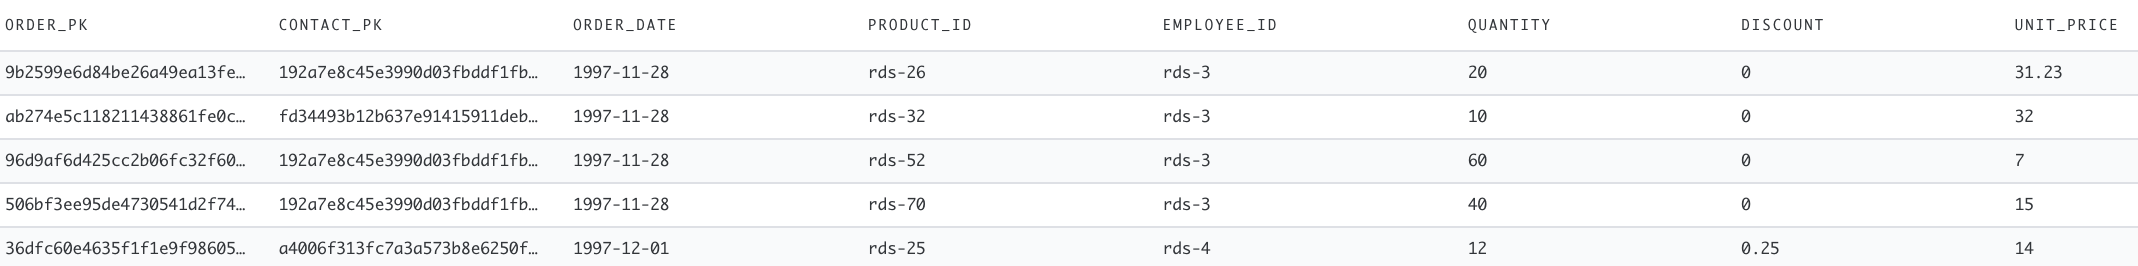 ORDER_PK CONTACT_PK ORDER_DATE PRODUCT_ID EMPLOYEE_ID QUANTITY DISCOUNT UNIT_PRICE
9b2599e6d84be26a49ea13fe… 192a7e8c45e3990d03fbddf1fb… 1997-11-28 rds-26 rds-3 20 0 31.23
ab274e5c118211438861fe0c… fd34493b12b637e91415911deb… 1997-11-28 rds-32 rds-3 10 0 32
96d9af6d425cc2b06fc32f60… 192a7e8c45e3990d03fbddf1fb… 1997-11-28 rds-52 rds-3 60 0 7
506bf3ee95de4730541d2f74… 192a7e8c45e3990d03fbddf1fb… 1997-11-28 rds-70 rds-3 40 0 15
36dfc60e4635f1f1e9f98605… a4006f313fc7a3a573b8e6250f… 1997-12-01 rds-25 rds-4 12 0.25 14